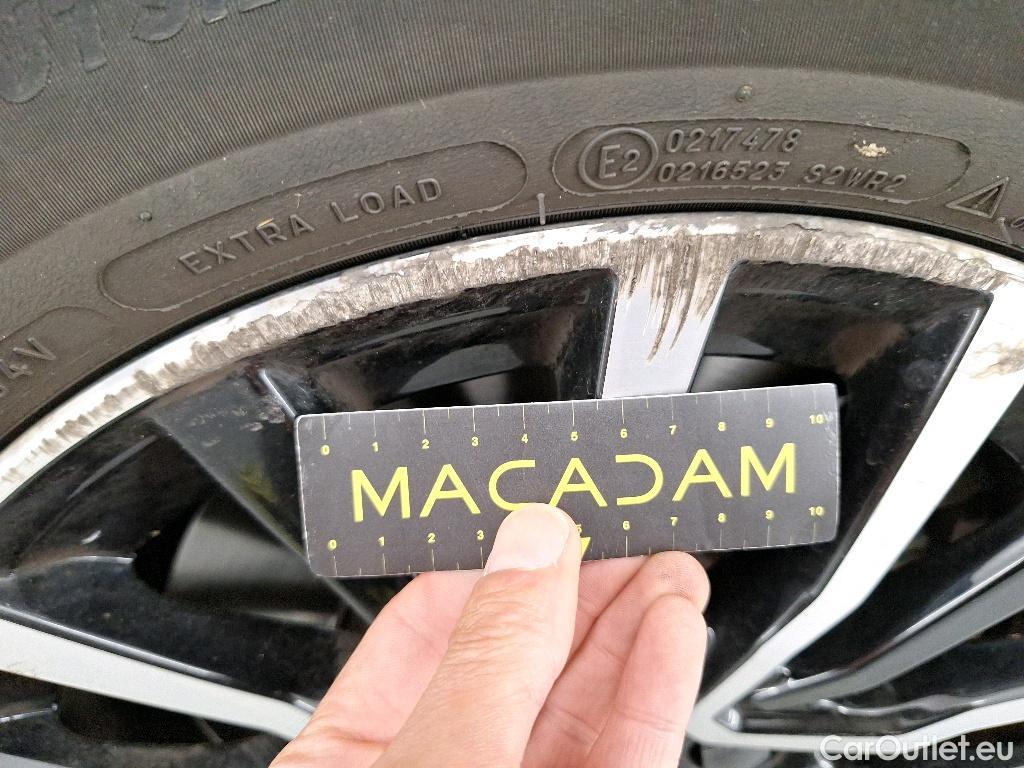 EXTRA LOAD
E2
0217478
0216523 S2WR2
4V
0 1 2 3 4 5 6 7 8 9 10
MACADAM
0 1 2 3 5 6 7 8 9 10
CarOutlet.eu